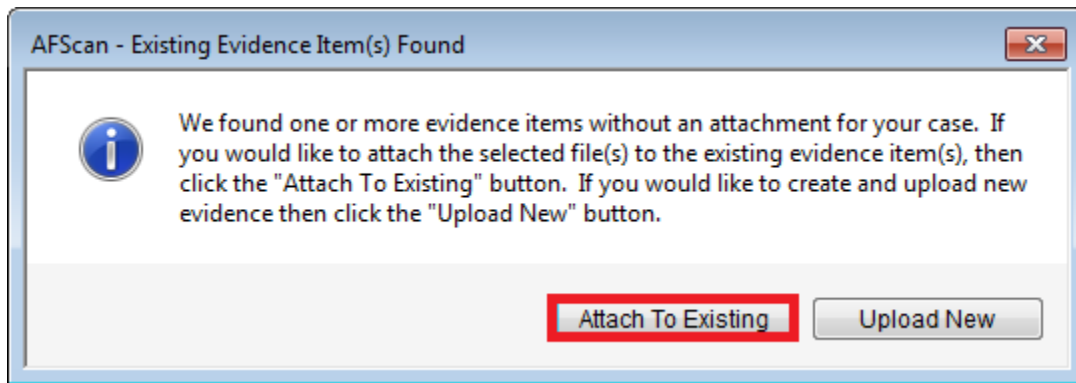 AFScan - Existing Evidence Item(s) Found
We found one or more evidence items without an attachment for your case.  If
you would like to attach the selected file(s) to the existing evidence item(s), then
click the "Attach To Existing" button.  If you would like to create and upload new
evidence then click the "Upload New" button.
Attach To Existing
Upload New